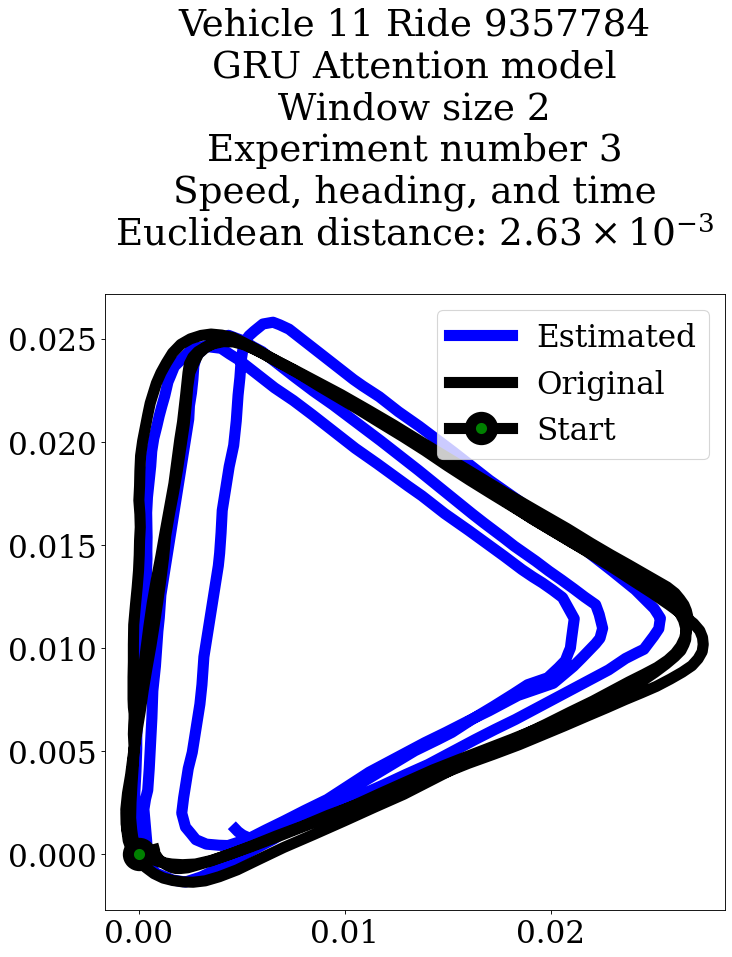 Vehicle 11 Ride 9357784
GRU Attention model
Window size 2
Experiment number 3
Speed, heading, and time
Euclidean distance: 2.63 × 10⁻³
Estimated
Original
Start
0.025
0.020
0.015
0.010
0.005
0.000
0.00 0.01 0.02